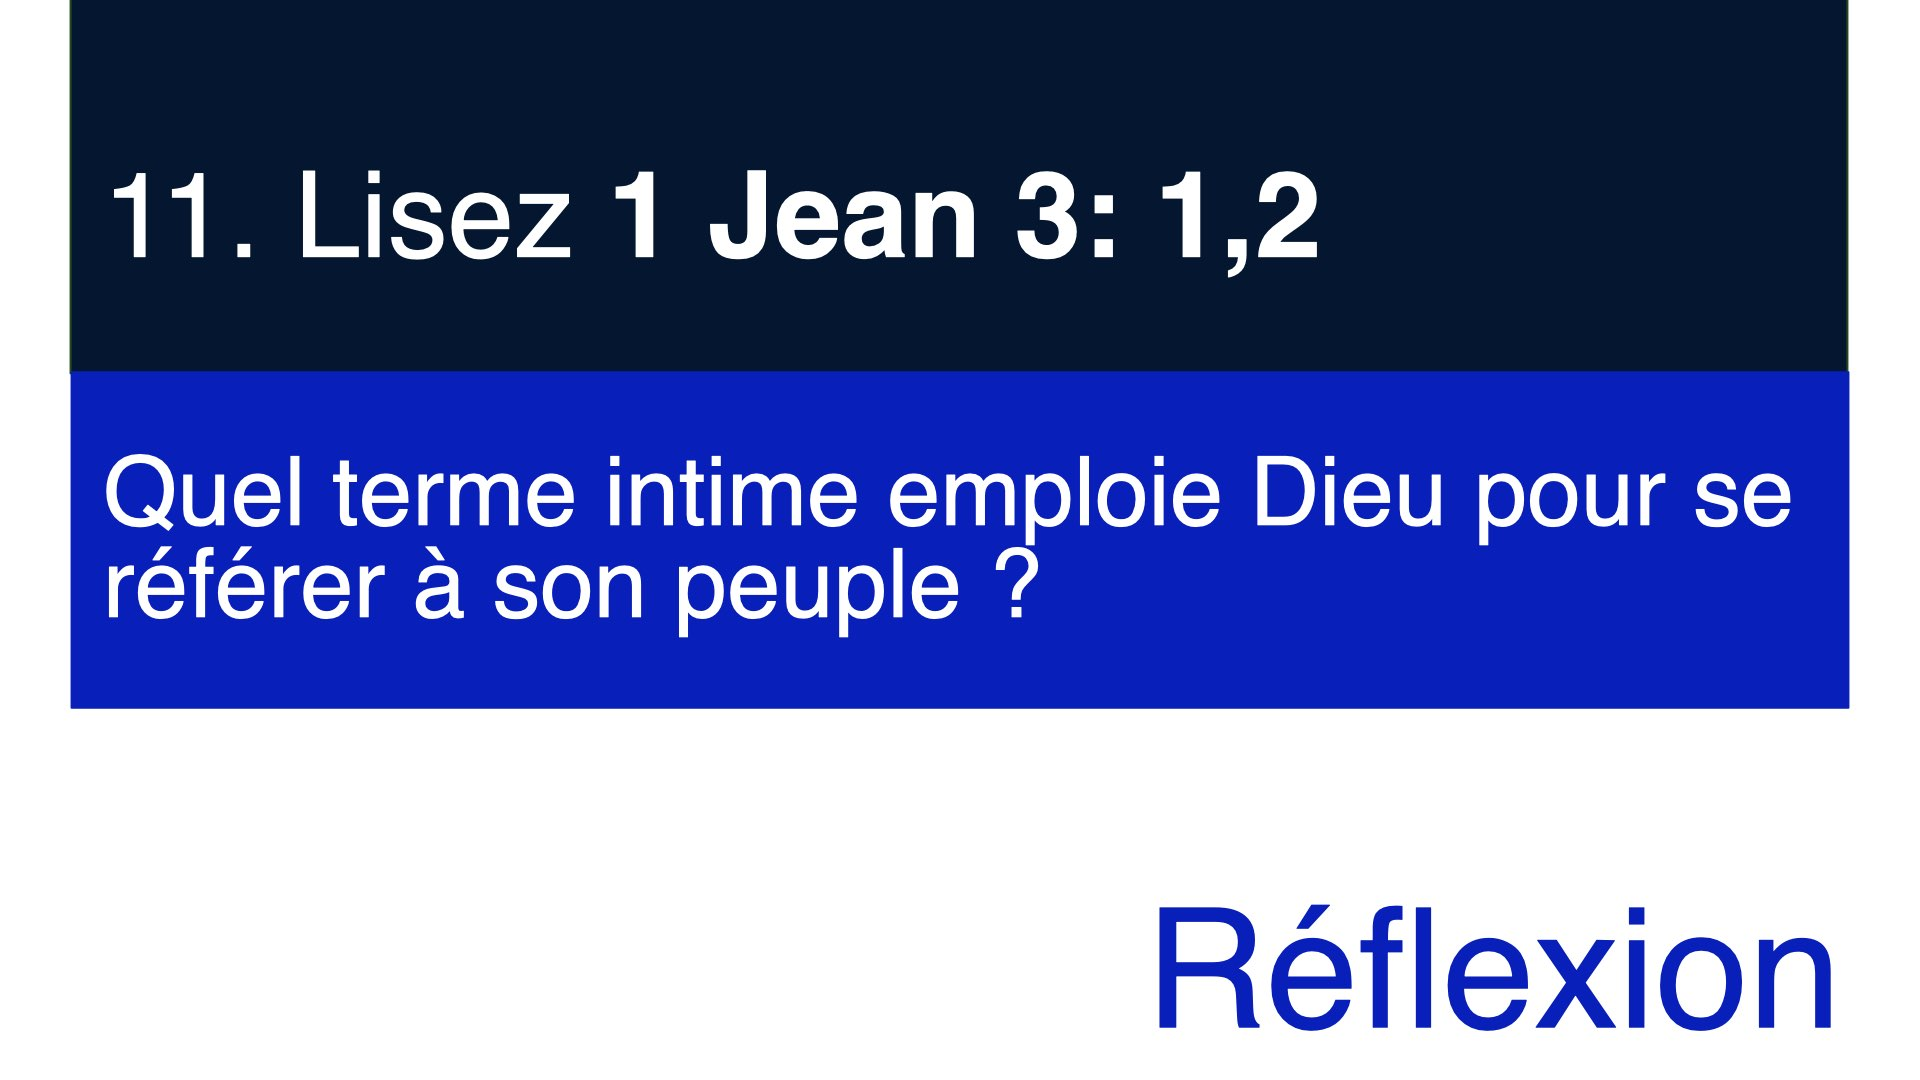 11. Lisez 1 Jean 3: 1,2
Quel terme intime emploie Dieu pour se
référer à son peuple ?
Réflexion